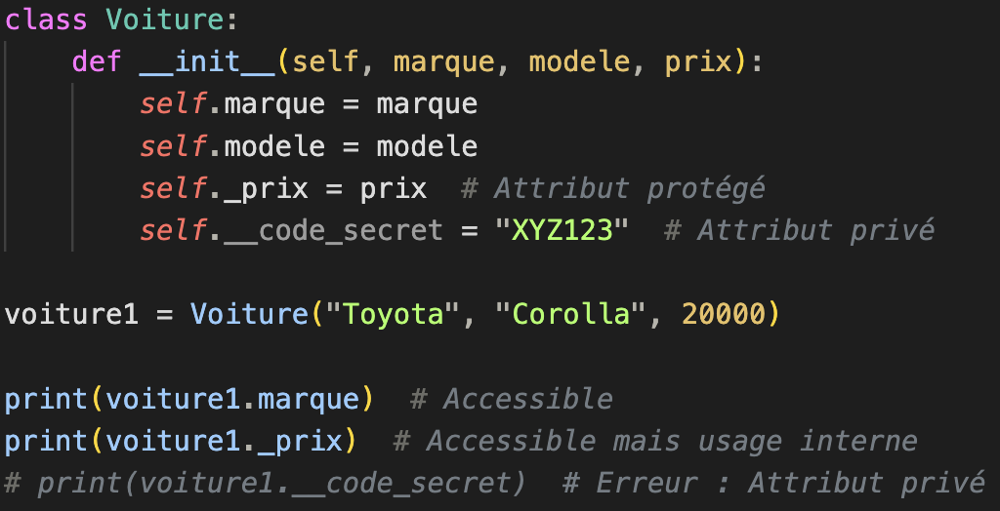 class Voiture:
    def __init__(self, marque, modele, prix):
        self.marque = marque
        self.modele = modele
        self._prix = prix  # Attribut protégé
        self.__code_secret = "XYZ123"  # Attribut privé

voiture1 = Voiture("Toyota", "Corolla", 20000)

print(voiture1.marque)  # Accessible
print(voiture1._prix)  # Accessible mais usage interne
# print(voiture1.__code_secret)  # Erreur : Attribut privé